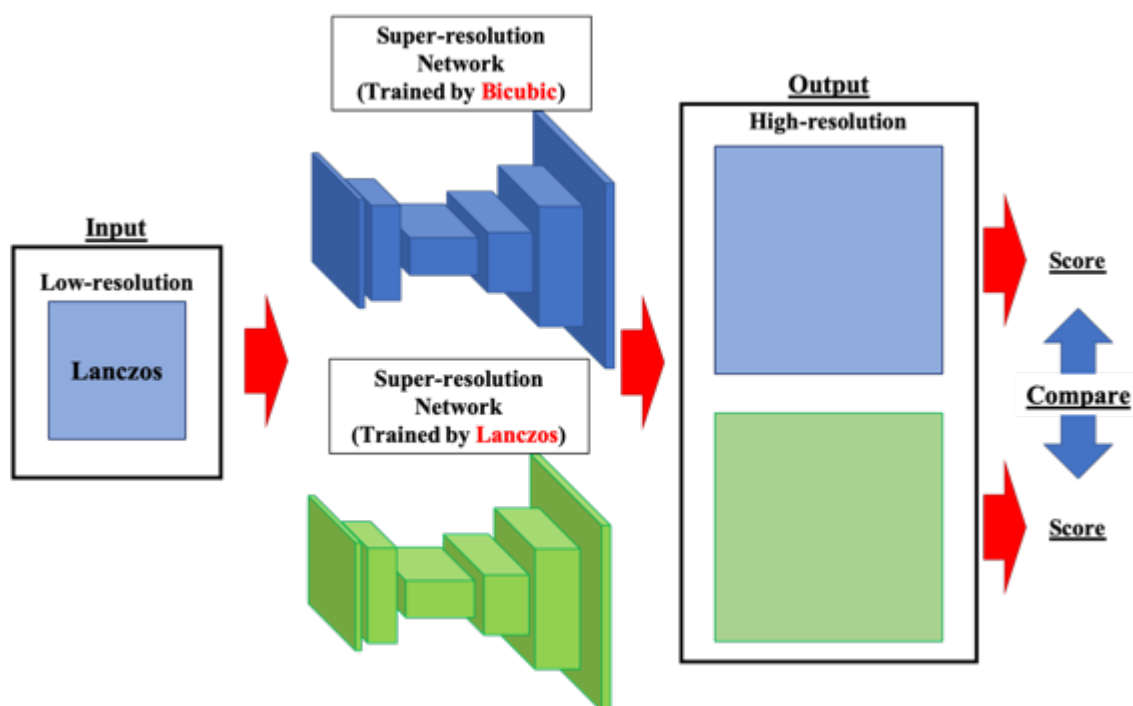 Input
Low-resolution
Lanczos
Super-resolution
Network
(Trained by Bicubic)
Super-resolution
Network
(Trained by Lanczos)
Output
High-resolution
Score
Compare
Score